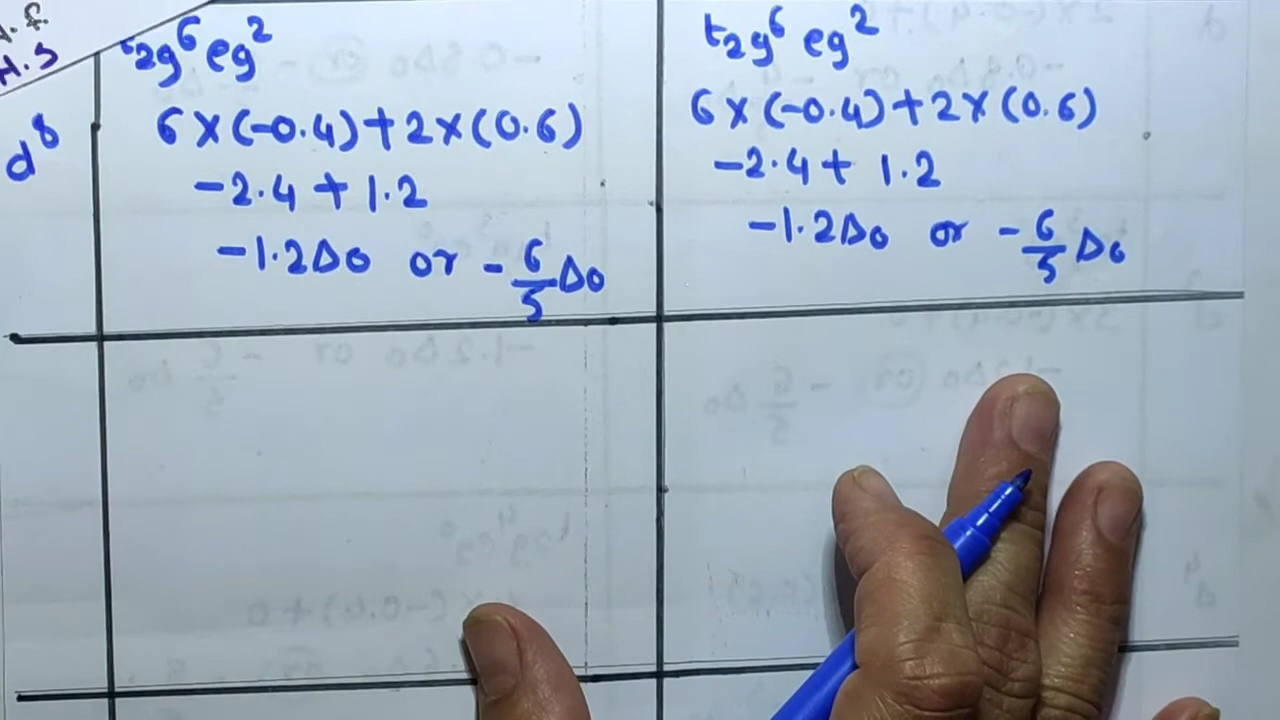 H.S
t2g⁶ eg²
6 × (-0.4) + 2 × (0.6)
-2.4 + 1.2
-1.2Δo or -6/5 Δo
d⁸
t2g⁶ eg²
6 × (-0.4) + 2 × (0.6)
-2.4 + 1.2
-1.2Δo or -6/5 Δo